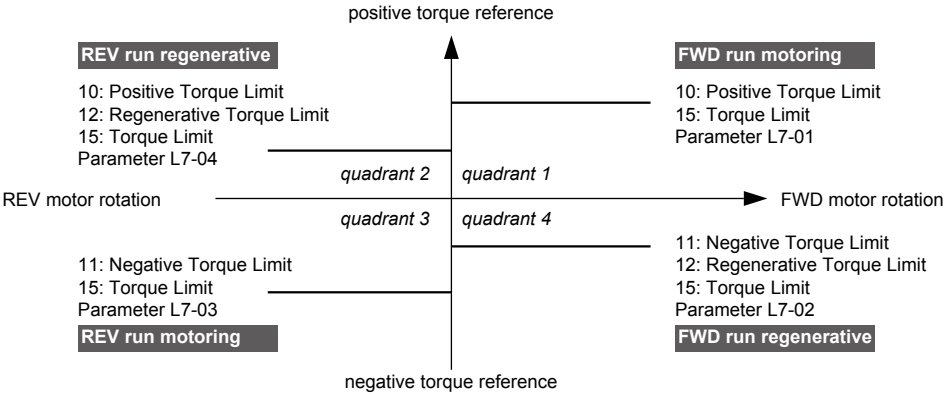 positive torque reference
REV run regenerative
10: Positive Torque Limit
12: Regenerative Torque Limit
15: Torque Limit
Parameter L7-04
FWD run motoring
10: Positive Torque Limit
15: Torque Limit
Parameter L7-01
quadrant 2
quadrant 1
REV motor rotation
FWD motor rotation
quadrant 3
quadrant 4
11: Negative Torque Limit
15: Torque Limit
Parameter L7-03
REV run motoring
11: Negative Torque Limit
12: Regenerative Torque Limit
15: Torque Limit
Parameter L7-02
FWD run regenerative
negative torque reference